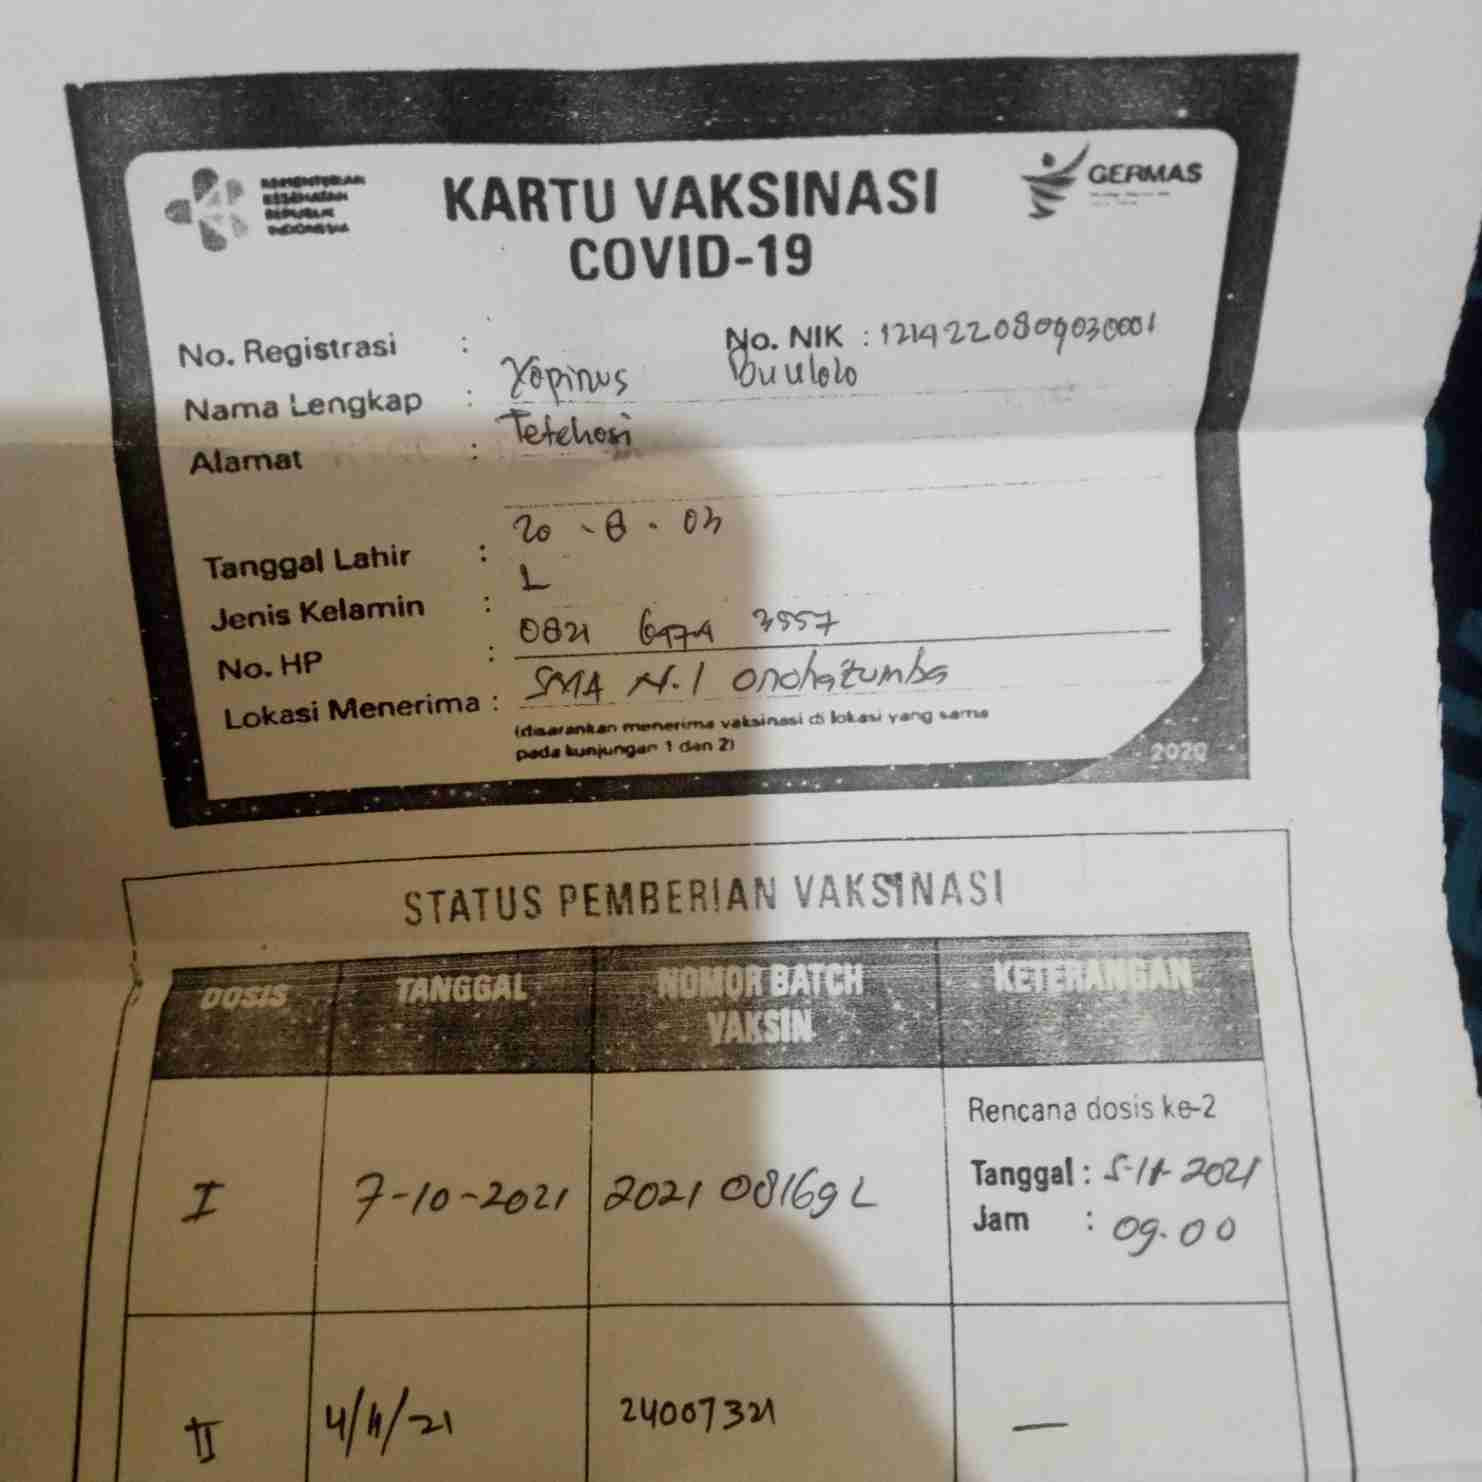 KEMENTERIAN
KESEHATAN
REPUBLIK
INDONESIA
GERMAS
KARTU VAKSINASI
COVID-19
No. Registrasi : No. NIK : 1214220809030001
Nama Lengkap : Yopinus Buulolo
Alamat : Tetehosi
Tanggal Lahir : 20 - 8 - 03
Jenis Kelamin : L
No. HP : 0821 6474 3557
Lokasi Menerima : SMA N.1 Onohazumba
(disarankan menerima vaksinasi di lokasi yang sama
pada kunjungan 1 dan 2)
2020
STATUS PEMBERIAN VAKSINASI
DOSIS TANGGAL NOMOR BATCH VAKSIN KETERANGAN
I 7-10-2021 202108169L Rencana dosis ke-2
Tanggal : 5-11-2021
Jam : 09.00
II 4/11/21 24007321 —